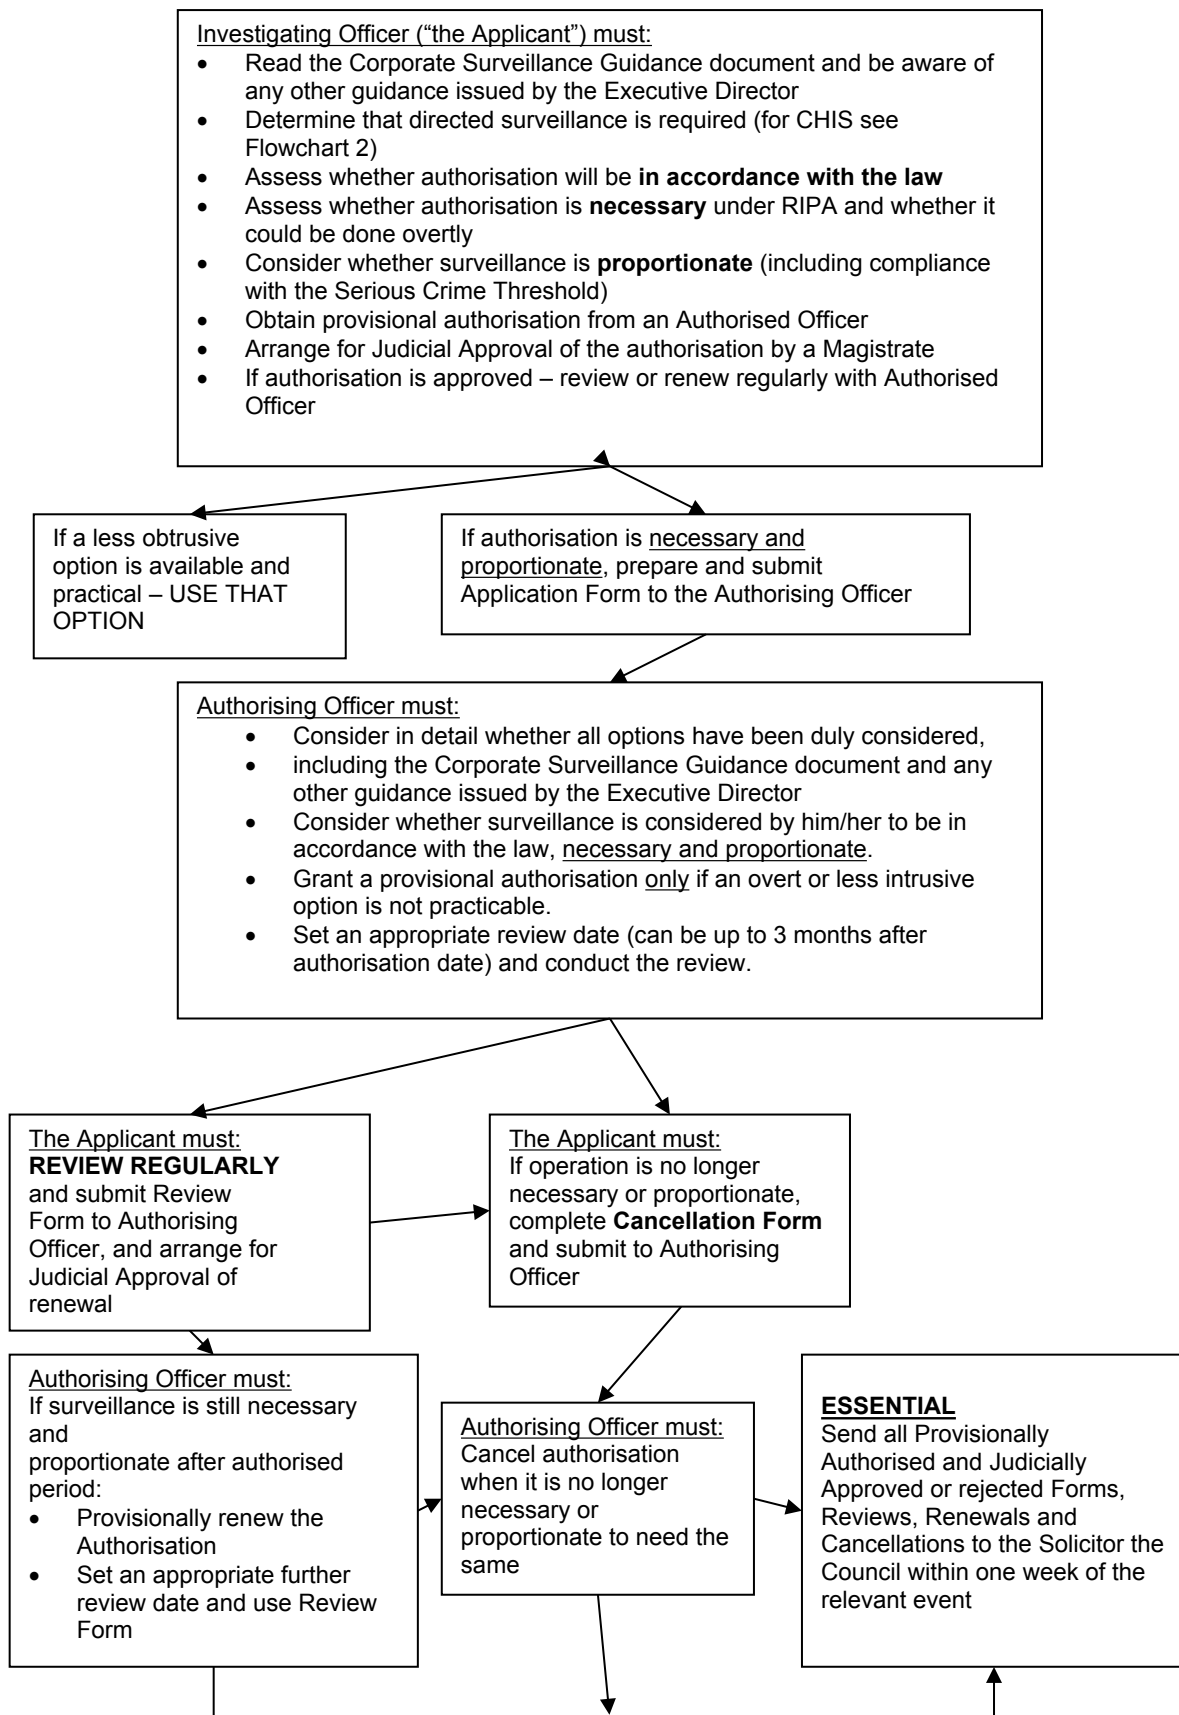 Investigating Officer (“the Applicant”) must:
• Read the Corporate Surveillance Guidance document and be aware of
any other guidance issued by the Executive Director
• Determine that directed surveillance is required (for CHIS see
Flowchart 2)
• Assess whether authorisation will be in accordance with the law
• Assess whether authorisation is necessary under RIPA and whether it
could be done overtly
• Consider whether surveillance is proportionate (including compliance
with the Serious Crime Threshold)
• Obtain provisional authorisation from an Authorised Officer
• Arrange for Judicial Approval of the authorisation by a Magistrate
• If authorisation is approved – review or renew regularly with Authorised
Officer
If a less obtrusive
option is available and
practical – USE THAT
OPTION
If authorisation is necessary and
proportionate, prepare and submit
Application Form to the Authorising Officer
Authorising Officer must:
• Consider in detail whether all options have been duly considered,
• including the Corporate Surveillance Guidance document and any
other guidance issued by the Executive Director
• Consider whether surveillance is considered by him/her to be in
accordance with the law, necessary and proportionate.
• Grant a provisional authorisation only if an overt or less intrusive
option is not practicable.
• Set an appropriate review date (can be up to 3 months after
authorisation date) and conduct the review.
The Applicant must:
REVIEW REGULARLY
and submit Review
Form to Authorising
Officer, and arrange for
Judicial Approval of
renewal
The Applicant must:
If operation is no longer
necessary or proportionate,
complete Cancellation Form
and submit to Authorising
Officer
Authorising Officer must:
If surveillance is still necessary
and
proportionate after authorised
period:
• Provisionally renew the
Authorisation
• Set an appropriate further
review date and use Review
Form
Authorising Officer must:
Cancel authorisation
when it is no longer
necessary or
proportionate to need the
same
ESSENTIAL
Send all Provisionally
Authorised and Judicially
Approved or rejected Forms,
Reviews, Renewals and
Cancellations to the Solicitor the
Council within one week of the
relevant event